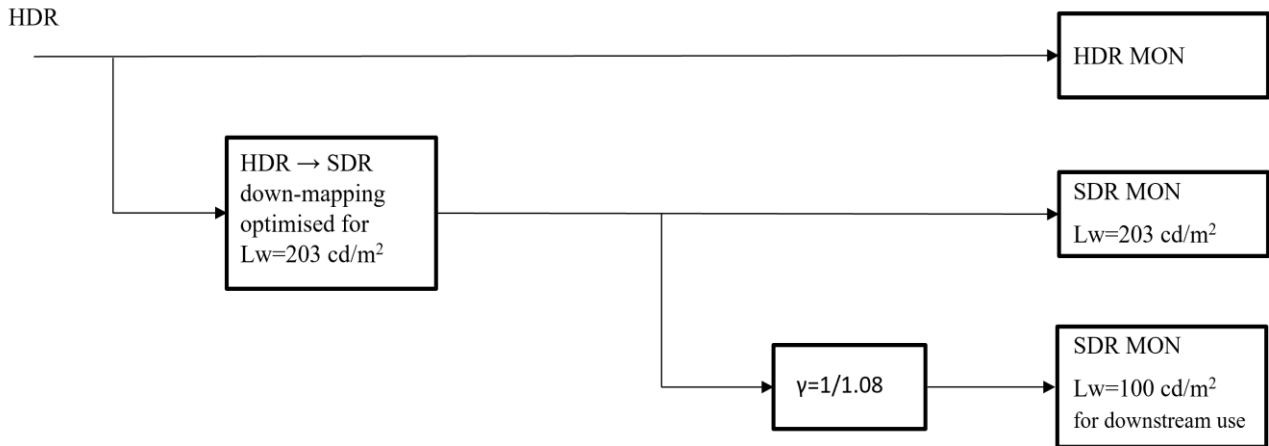 HDR
HDR MON
HDR → SDR
down-mapping
optimised for
Lw=203 cd/m²
SDR MON
Lw=203 cd/m²
γ=1/1.08
SDR MON
Lw=100 cd/m²
for downstream use